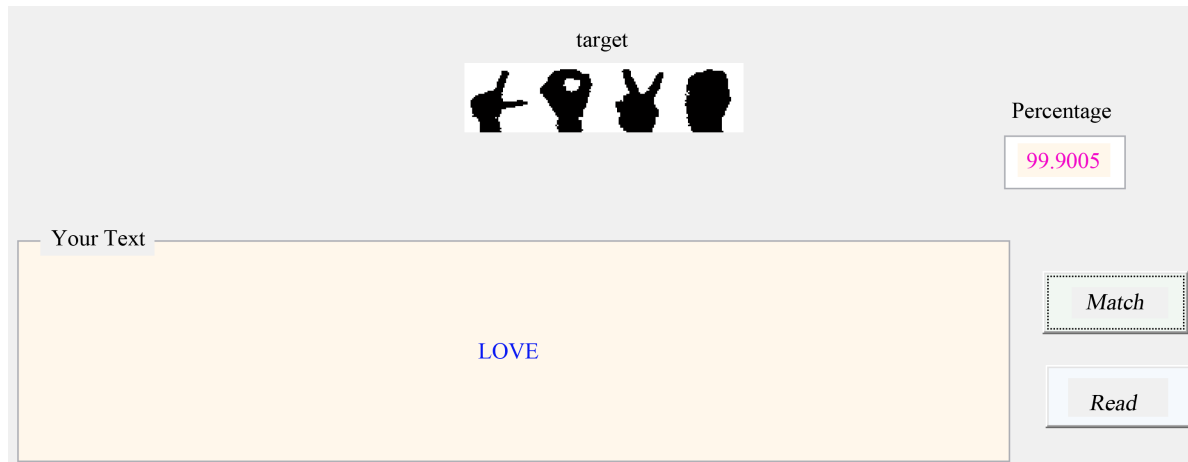 target
Percentage
99.9005
Your Text
LOVE
Match
Read